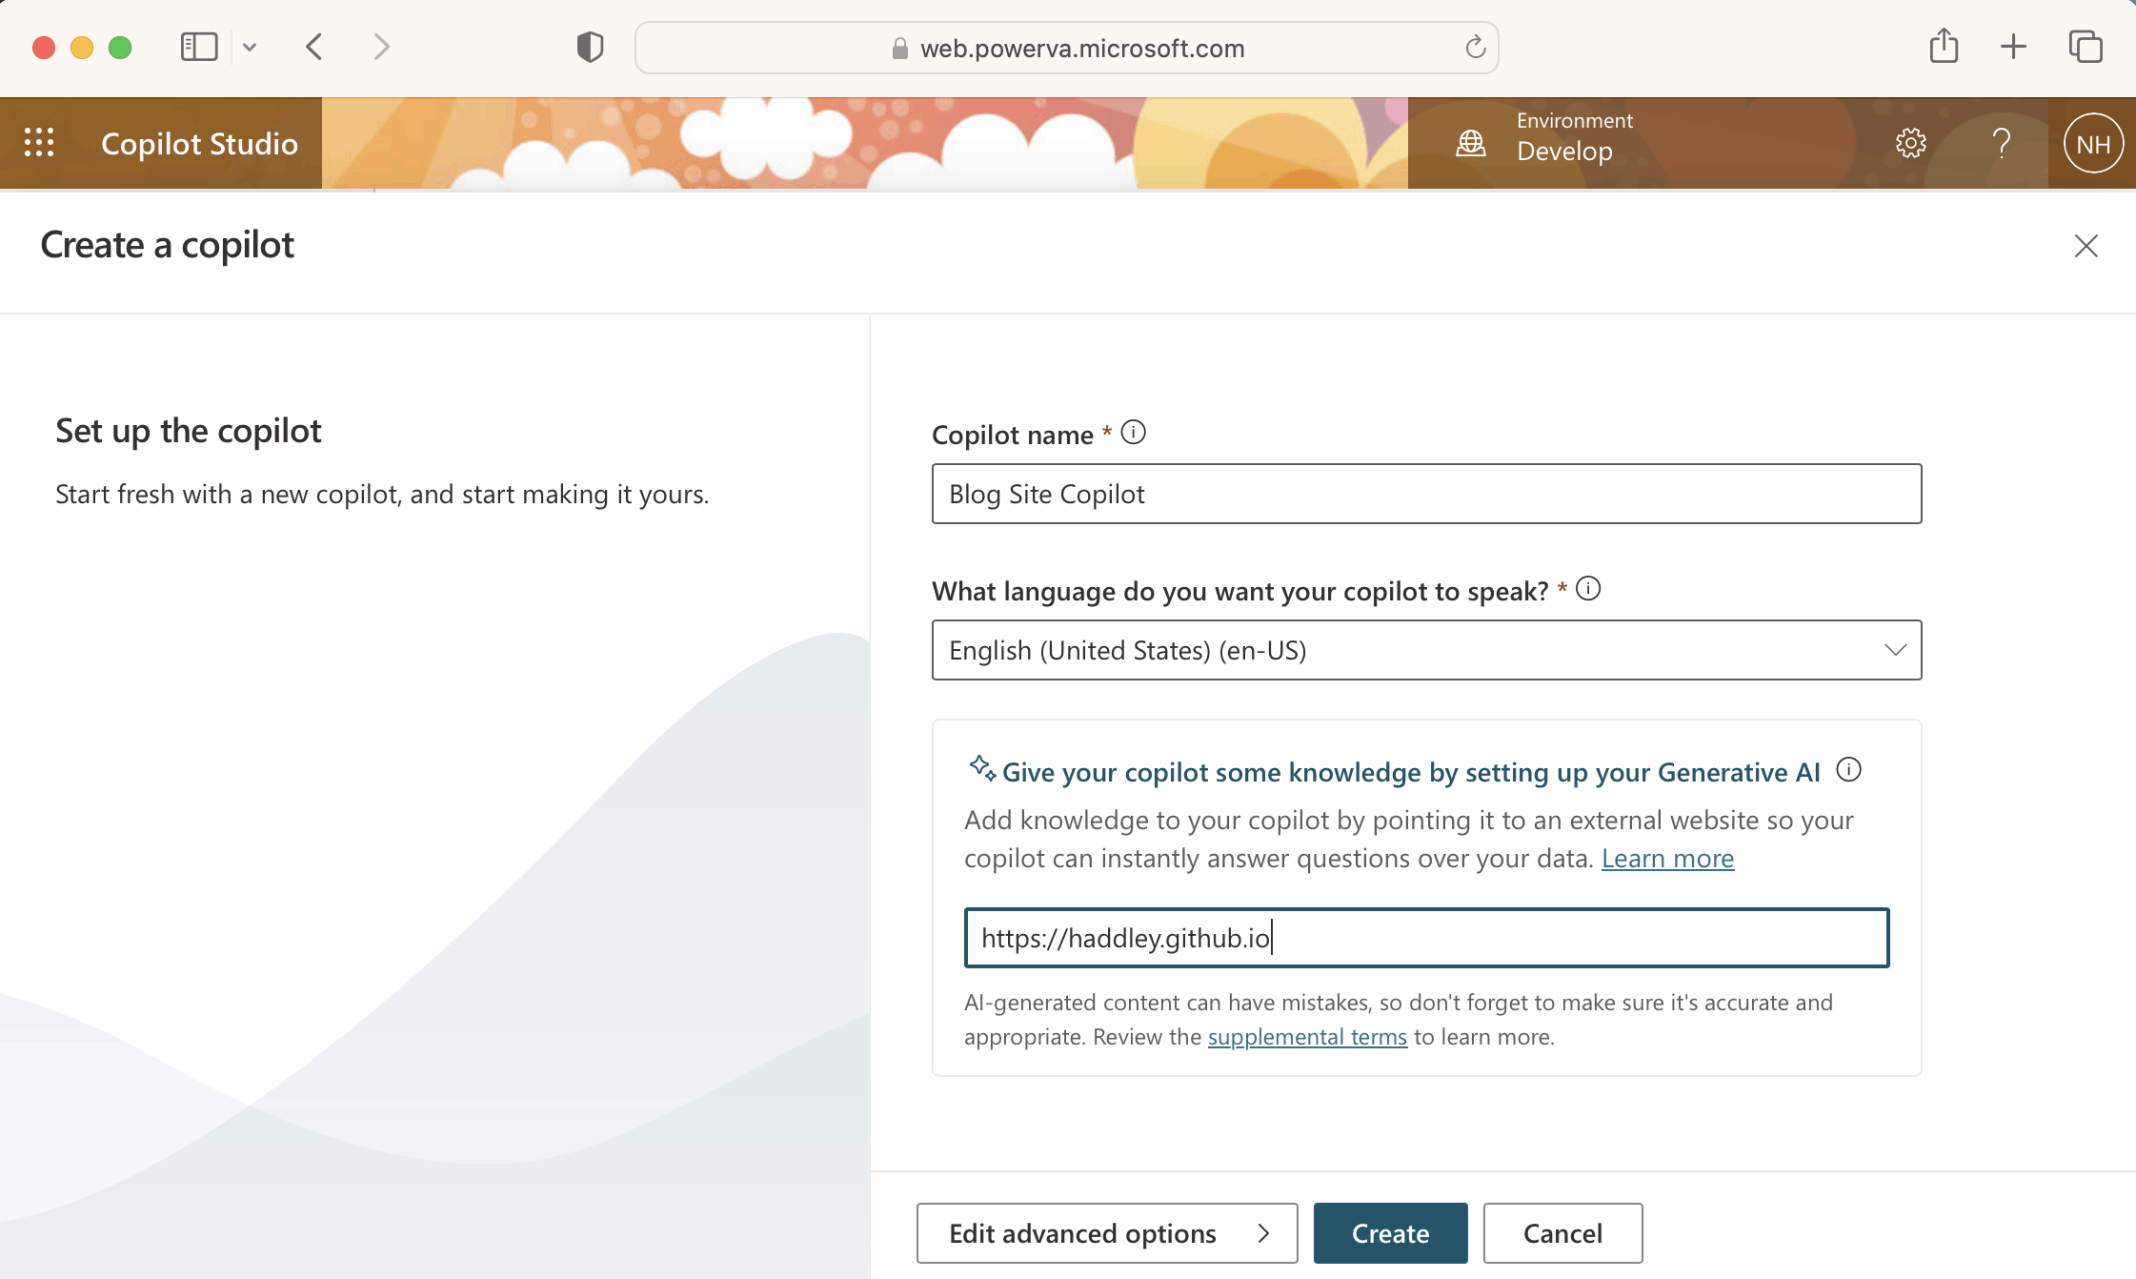 web.powerva.microsoft.com
Copilot Studio
Environment
Develop
?
NH
Create a copilot
Set up the copilot
Start fresh with a new copilot, and start making it yours.
Copilot name *
Blog Site Copilot
What language do you want your copilot to speak? *
English (United States) (en-US)
Give your copilot some knowledge by setting up your Generative AI
Add knowledge to your copilot by pointing it to an external website so your
copilot can instantly answer questions over your data. Learn more
https://haddley.github.io
AI-generated content can have mistakes, so don't forget to make sure it's accurate and
appropriate. Review the supplemental terms to learn more.
Edit advanced options
Create
Cancel